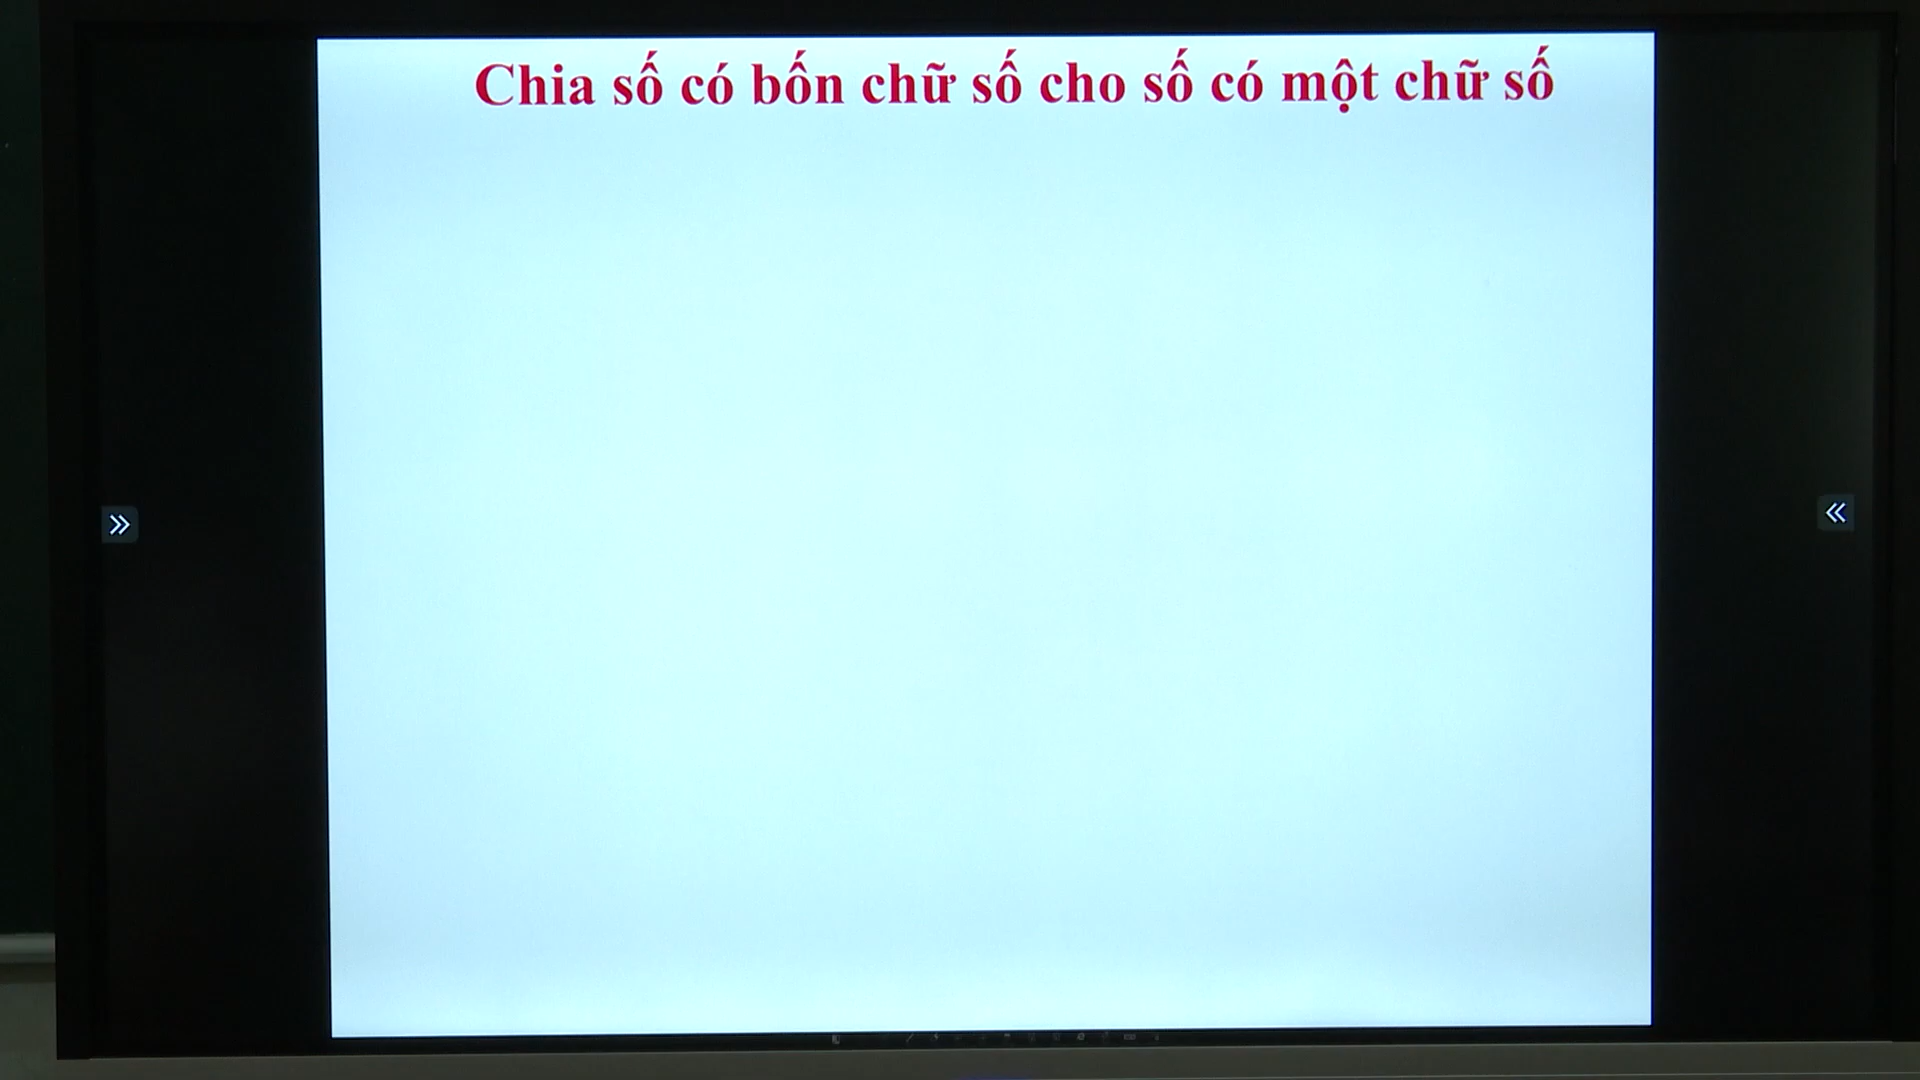 Chia số có bốn chữ số cho số có một chữ số